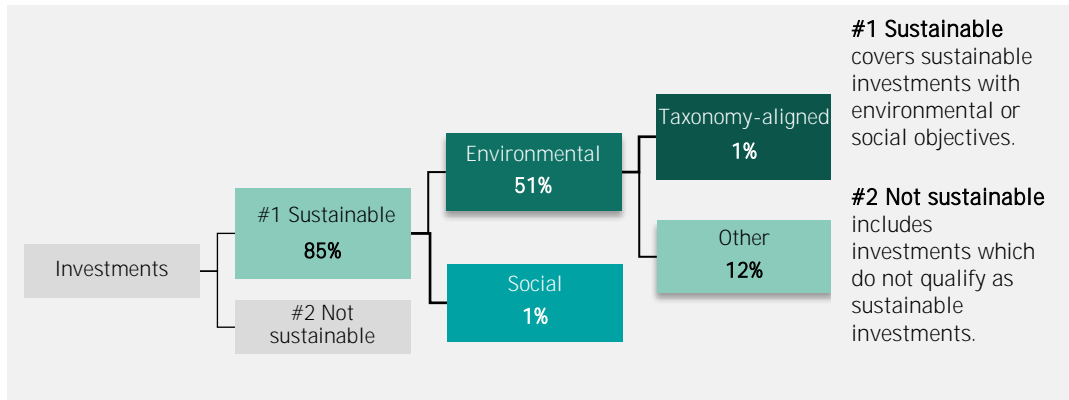 Investments
#1 Sustainable
85%
#2 Not
sustainable
Environmental
51%
Social
1%
Taxonomy-aligned
1%
Other
12%
#1 Sustainable
covers sustainable
investments with
environmental or
social objectives.
#2 Not sustainable
includes
investments which
do not qualify as
sustainable
investments.